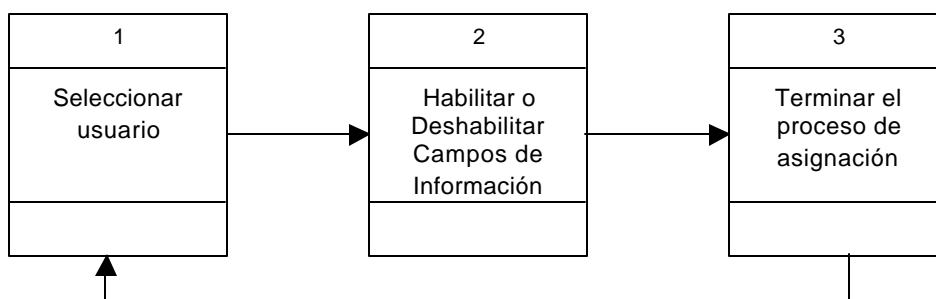 1
Seleccionar
usuario
2
Habilitar o
Deshabilitar
Campos de
Información
3
Terminar el
proceso de
asignación